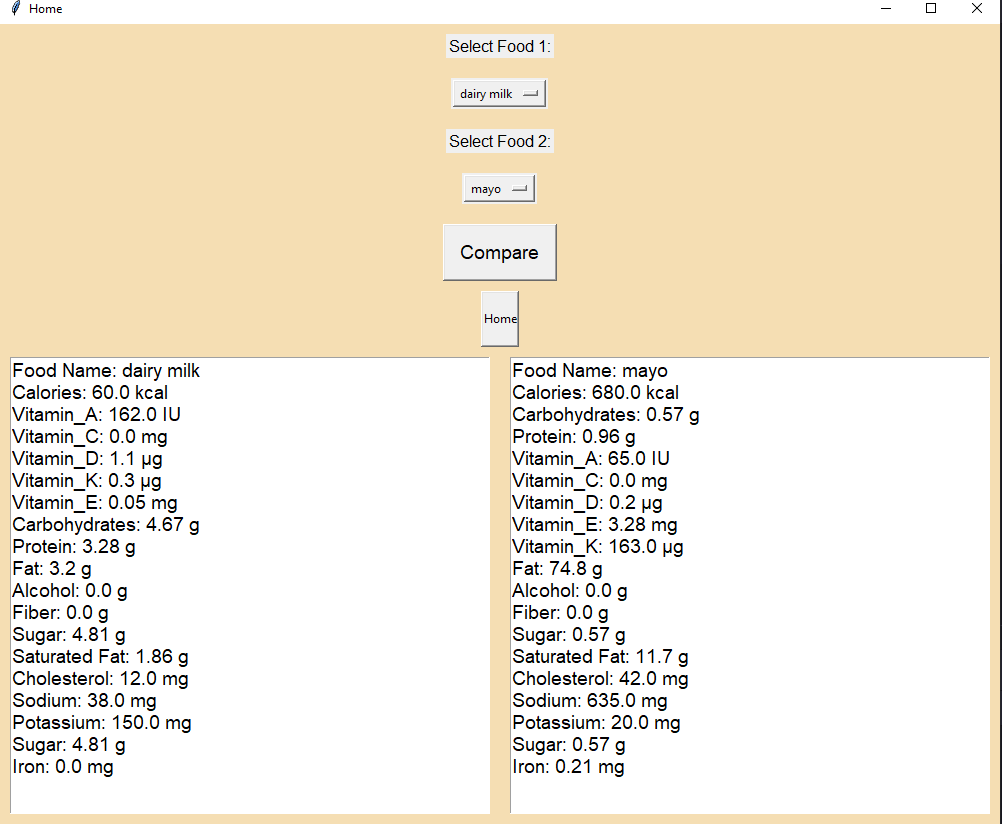 Home
Select Food 1:
dairy milk
Select Food 2:
mayo
Compare
Home
Food Name: dairy milk
Calories: 60.0 kcal
Vitamin_A: 162.0 IU
Vitamin_C: 0.0 mg
Vitamin_D: 1.1 µg
Vitamin_K: 0.3 µg
Vitamin_E: 0.05 mg
Carbohydrates: 4.67 g
Protein: 3.28 g
Fat: 3.2 g
Alcohol: 0.0 g
Fiber: 0.0 g
Sugar: 4.81 g
Saturated Fat: 1.86 g
Cholesterol: 12.0 mg
Sodium: 38.0 mg
Potassium: 150.0 mg
Sugar: 4.81 g
Iron: 0.0 mg
Food Name: mayo
Calories: 680.0 kcal
Carbohydrates: 0.57 g
Protein: 0.96 g
Vitamin_A: 65.0 IU
Vitamin_C: 0.0 mg
Vitamin_D: 0.2 µg
Vitamin_E: 3.28 mg
Vitamin_K: 163.0 µg
Fat: 74.8 g
Alcohol: 0.0 g
Fiber: 0.0 g
Sugar: 0.57 g
Saturated Fat: 11.7 g
Cholesterol: 42.0 mg
Sodium: 635.0 mg
Potassium: 20.0 mg
Sugar: 0.57 g
Iron: 0.21 mg